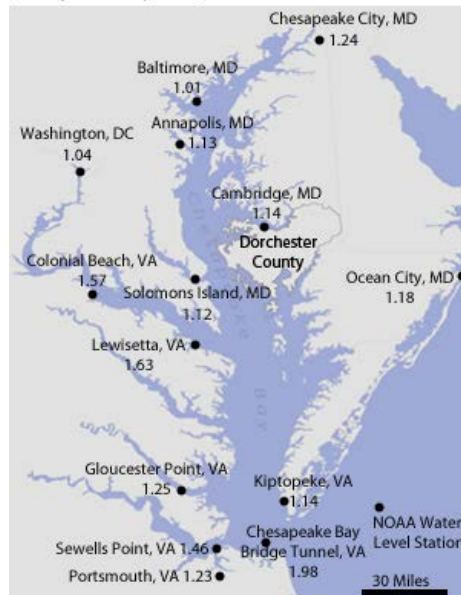 Chesapeake City, MD
1.24
Baltimore, MD
1.01
Annapolis, MD
1.13
Washington, DC
1.04
Cambridge, MD
1.14
Dorchester
County
Chesapeake
Bay
Colonial Beach, VA
1.57
Solomons Island, MD
1.12
Ocean City, MD
1.18
Lewisetta, VA
1.63
Gloucester Point, VA
1.25
Kiptopeke, VA
1.14
NOAA Water
Level Station
Chesapeake Bay
Bridge Tunnel, VA
1.98
Sewells Point, VA 1.46
Portsmouth, VA 1.23
30 Miles